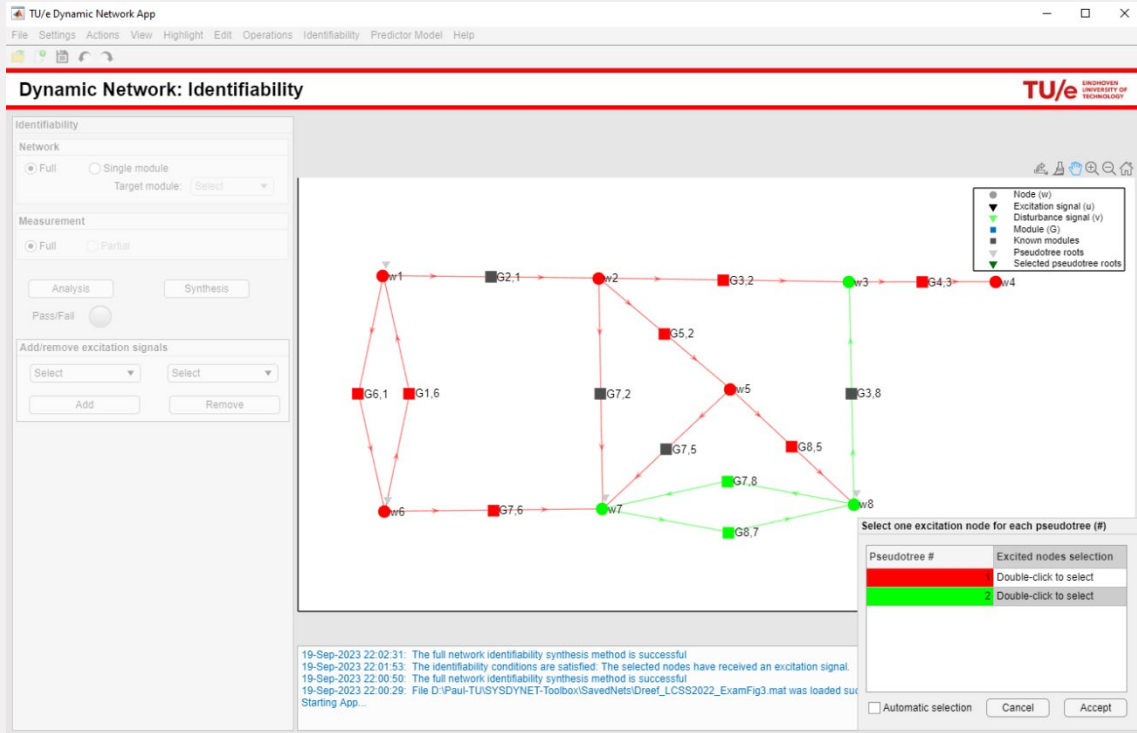 TU/e Dynamic Network App
File Settings Actions View Highlight Edit Operations Identifiability Predictor Model Help
Dynamic Network: Identifiability
TU/e EINDHOVEN UNIVERSITY OF TECHNOLOGY
Identifiability
Network
Full Single module
Target module: Select
Measurement
Full Partial
Analysis Synthesis
Pass/Fail
Add/remove excitation signals
Select Select
Add Remove
Node (w)
Excitation signal (u)
Disturbance signal (v)
Module (G)
Known modules
Pseudotree roots
Selected pseudotree roots
w1 G2,1 w2 G3,2 w3 G4,3 w4
G5,2
G6,1 G1,6 G7,2 w5 G3,8
G7,5 G8,5
G7,8
w6 G7,6 w7 w8
G8,7
Select one excitation node for each pseudotree (#)
Pseudotree # Excited nodes selection
1 Double-click to select
2 Double-click to select
Automatic selection Cancel Accept
19-Sep-2023 22:02:31: The full network identifiability synthesis method is successful
19-Sep-2023 22:01:53: The identifiability conditions are satisfied: The selected nodes have received an excitation signal.
19-Sep-2023 22:00:50: The full network identifiability synthesis method is successful
19-Sep-2023 22:00:29: File D:\Paul-TU\SYSDYNET-Toolbox\SavedNets\Dreef_LCSS2022_ExamFig3.mat was loaded suc
Starting App...